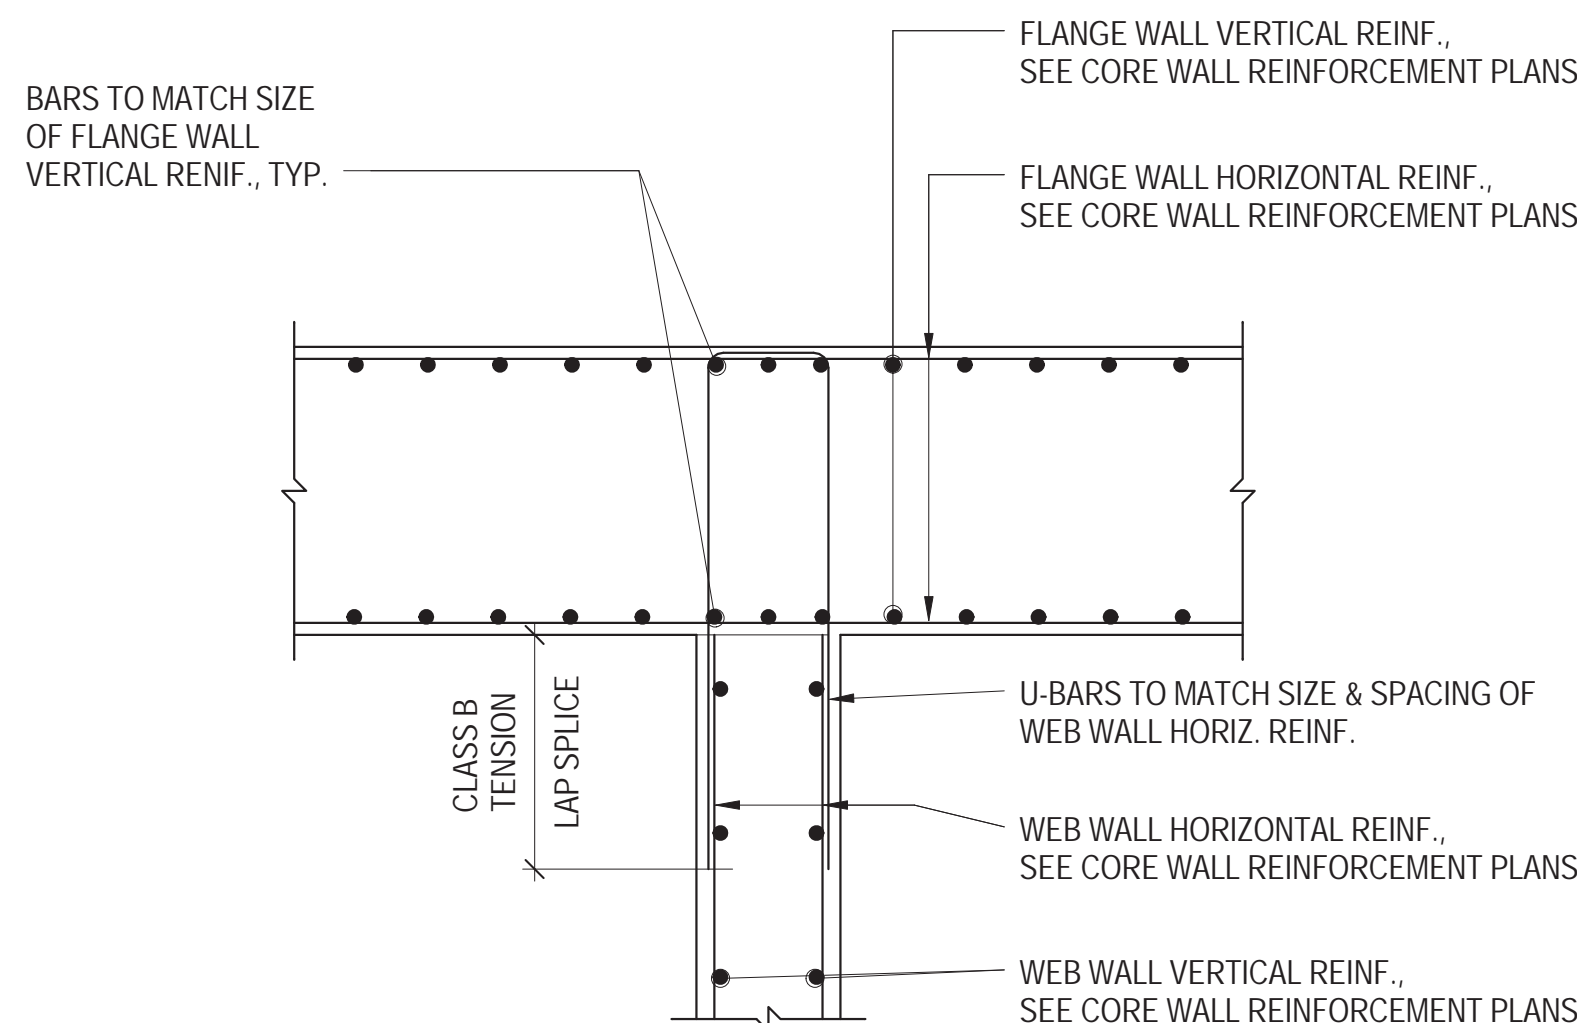 FLANGE WALL VERTICAL REINF.,
SEE CORE WALL REINFORCEMENT PLANS
BARS TO MATCH SIZE
OF FLANGE WALL
VERTICAL RENIF., TYP.
FLANGE WALL HORIZONTAL REINF.,
SEE CORE WALL REINFORCEMENT PLANS
CLASS B
TENSION
LAP SPLICE
U-BARS TO MATCH SIZE & SPACING OF
WEB WALL HORIZ. REINF.
WEB WALL HORIZONTAL REINF.,
SEE CORE WALL REINFORCEMENT PLANS
WEB WALL VERTICAL REINF.,
SEE CORE WALL REINFORCEMENT PLANS